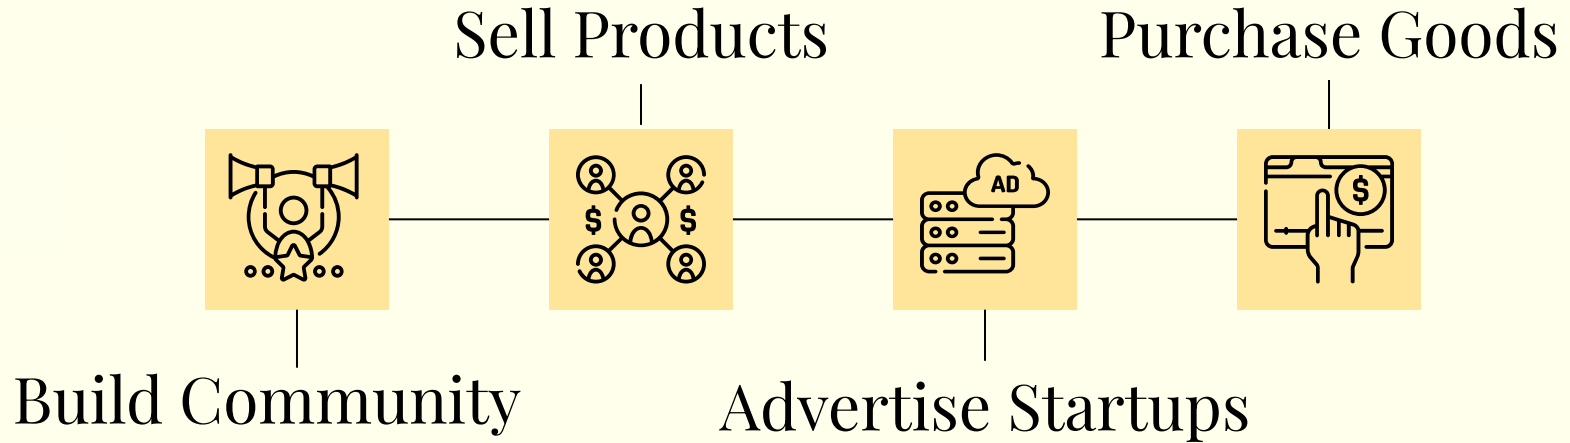 Sell Products
Purchase Goods
$ $
$
AD
Build Community
Advertise Startups